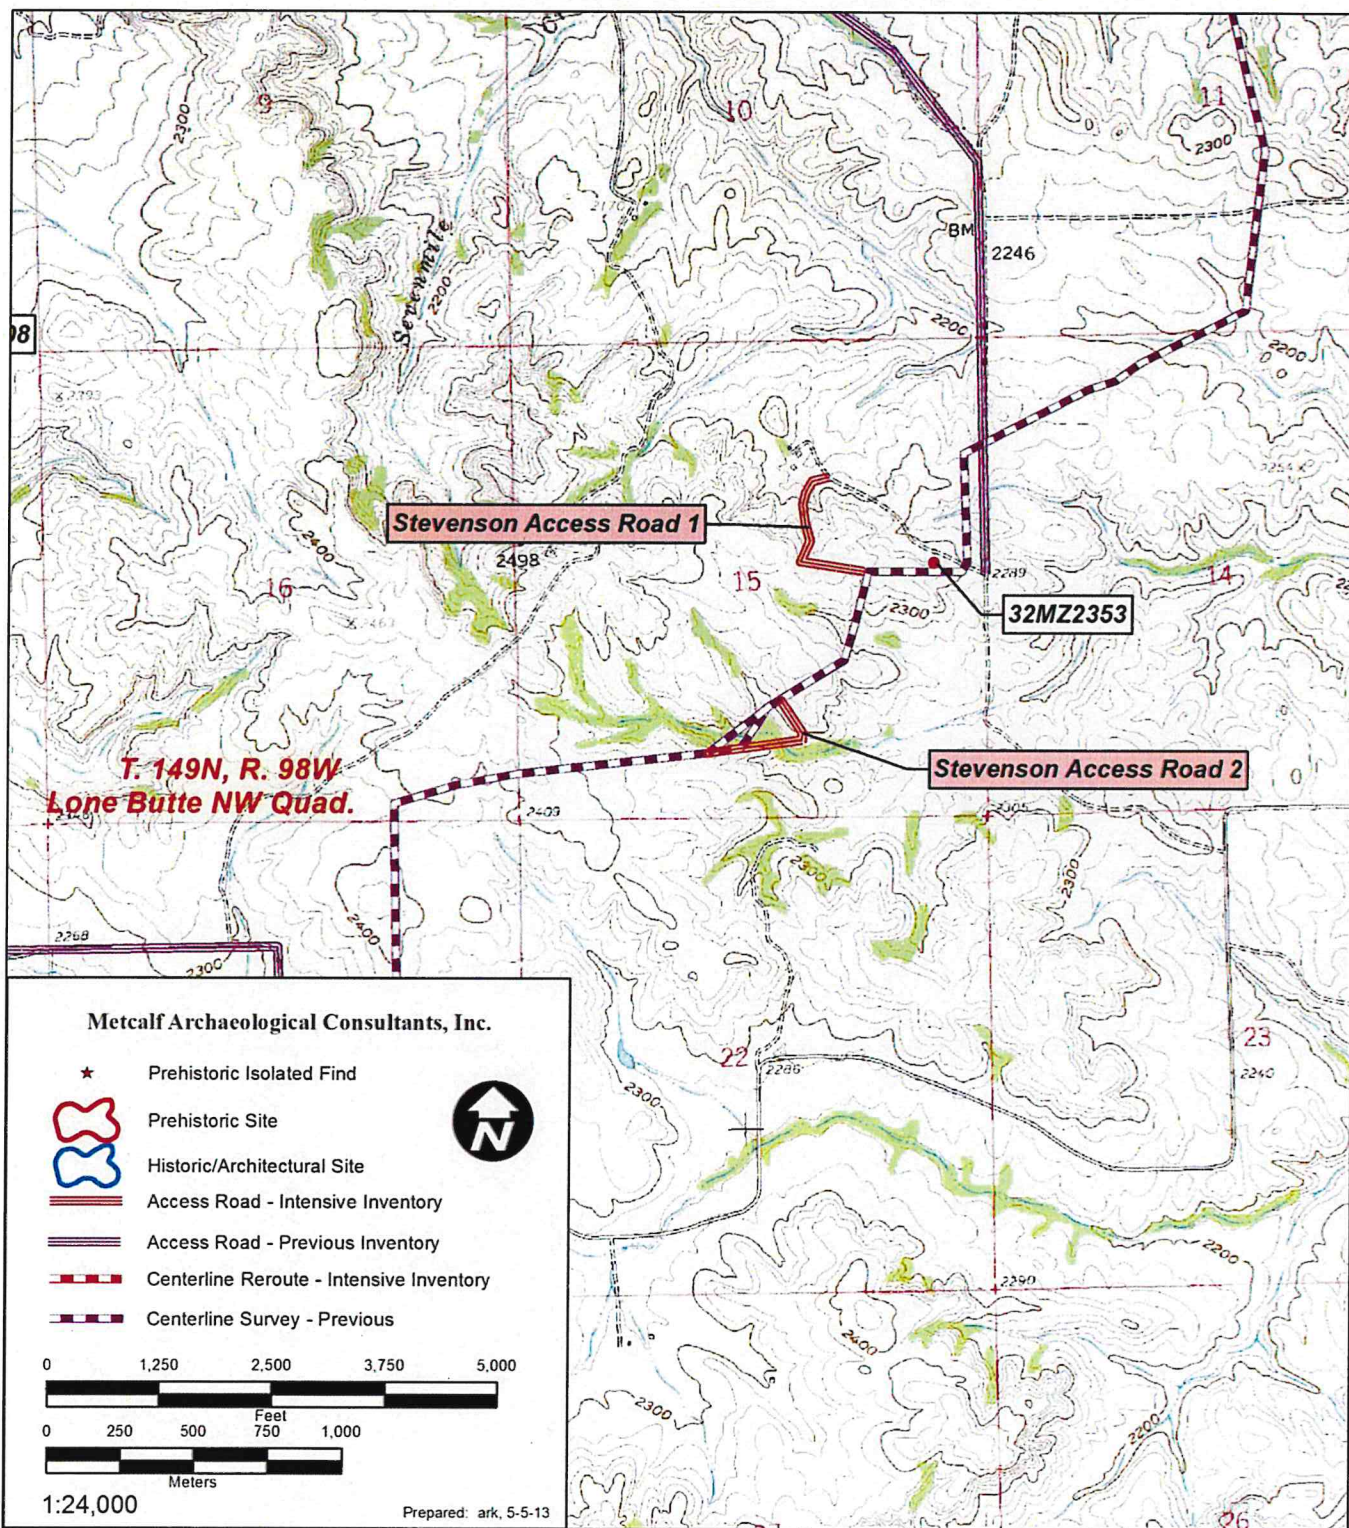 9
10
11
2300
2300
Sevenmile
2200
BM
2246
98
2200
2200
Stevenson Access Road 1
2400
2498
16
15
14
2289
2300
32MZ2353
T. 149N, R. 98W
Lone Butte NW Quad.
Stevenson Access Road 2
2409
2305
2300
2300
2268
2300
2400
22
23
2286
2240
2300
2200
2290
2400
2300
2200
26
Metcalf Archaeological Consultants, Inc.
Prehistoric Isolated Find
Prehistoric Site
Historic/Architectural Site
Access Road - Intensive Inventory
Access Road - Previous Inventory
Centerline Reroute - Intensive Inventory
Centerline Survey - Previous
N
0 1,250 2,500 3,750 5,000
Feet
0 250 500 750 1,000
Meters
1:24,000
Prepared: ark, 5-5-13